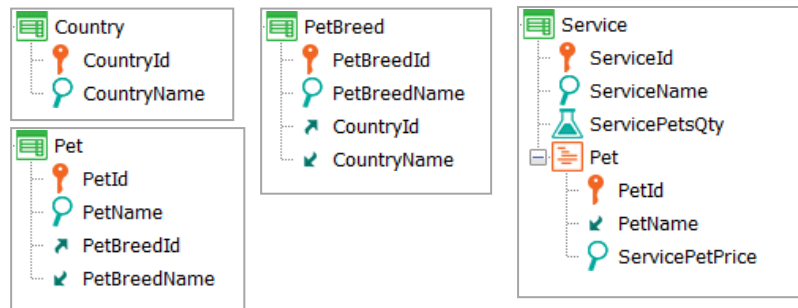 Country
CountryId
CountryName
Pet
PetId
PetName
PetBreedId
PetBreedName
PetBreed
PetBreedId
PetBreedName
CountryId
CountryName
Service
ServiceId
ServiceName
ServicePetsQty
Pet
PetId
PetName
ServicePetPrice